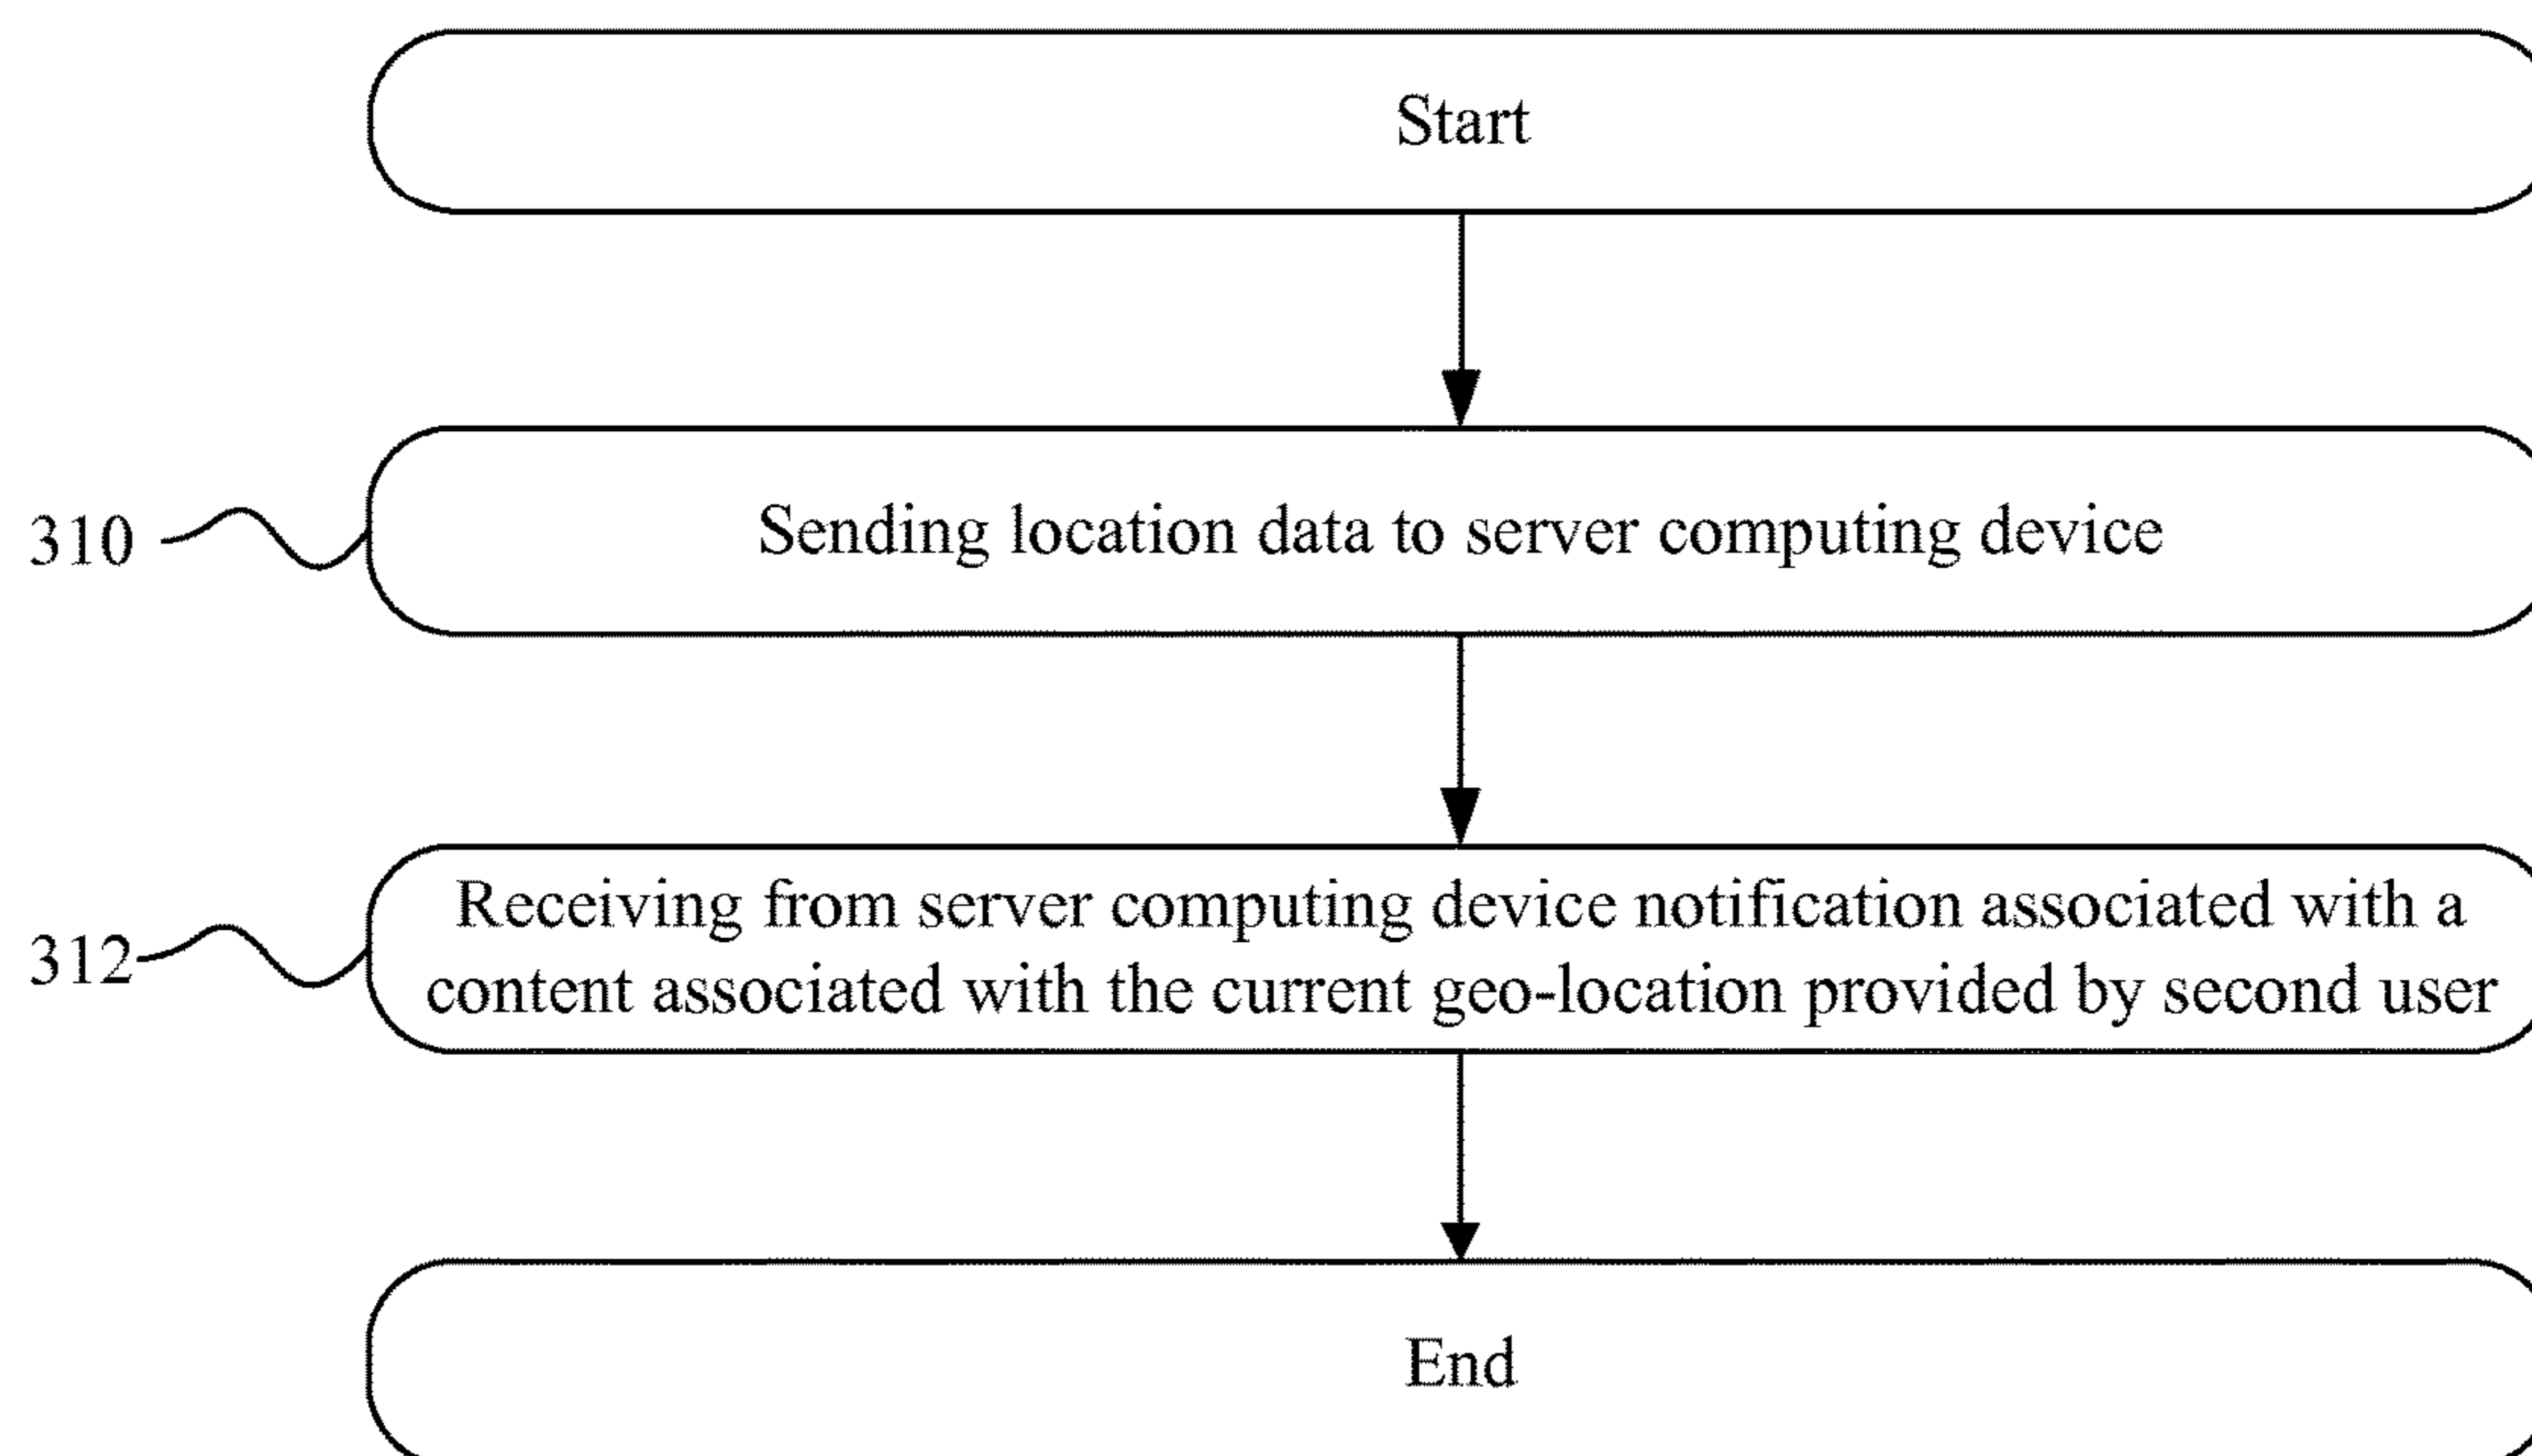 Start
310
Sending location data to server computing device
312
Receiving from server computing device notification associated with a
content associated with the current geo-location provided by second user
End